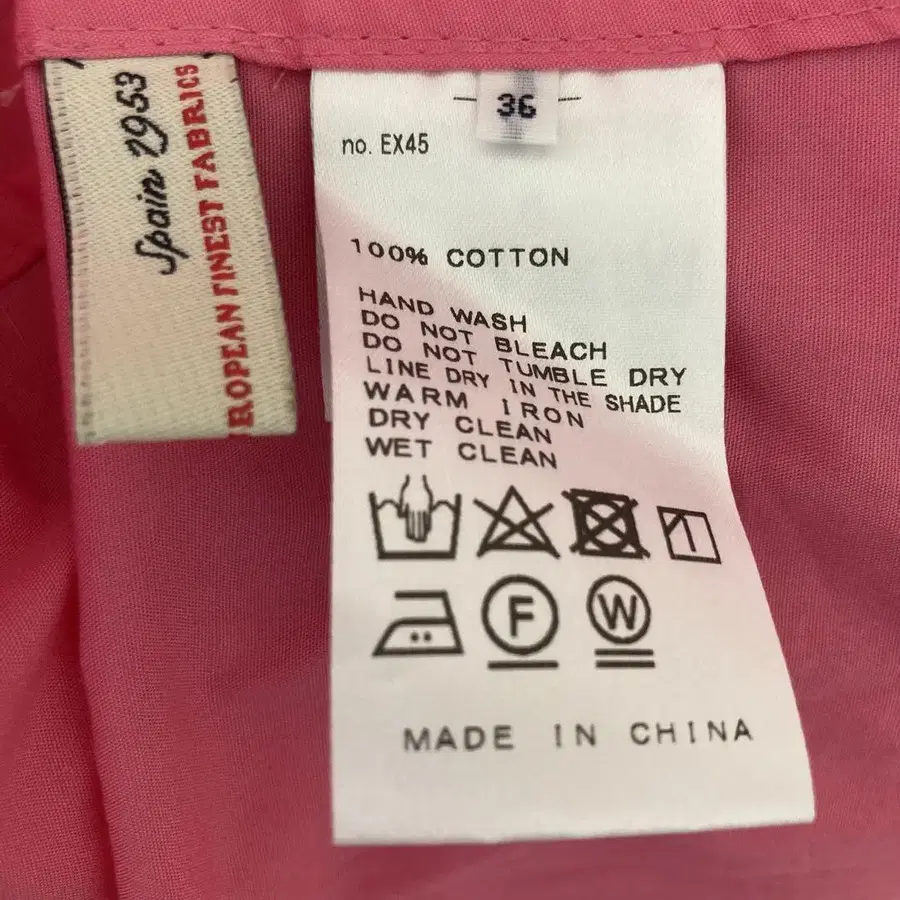 Spain 2953
ROPEAN FINEST FABRICS
36
no. EX45
100% COTTON
HAND WASH
DO NOT BLEACH
DO NOT TUMBLE DRY
LINE DRY IN THE SHADE
WARM IRON
DRY CLEAN
WET CLEAN
F
W
MADE IN CHINA